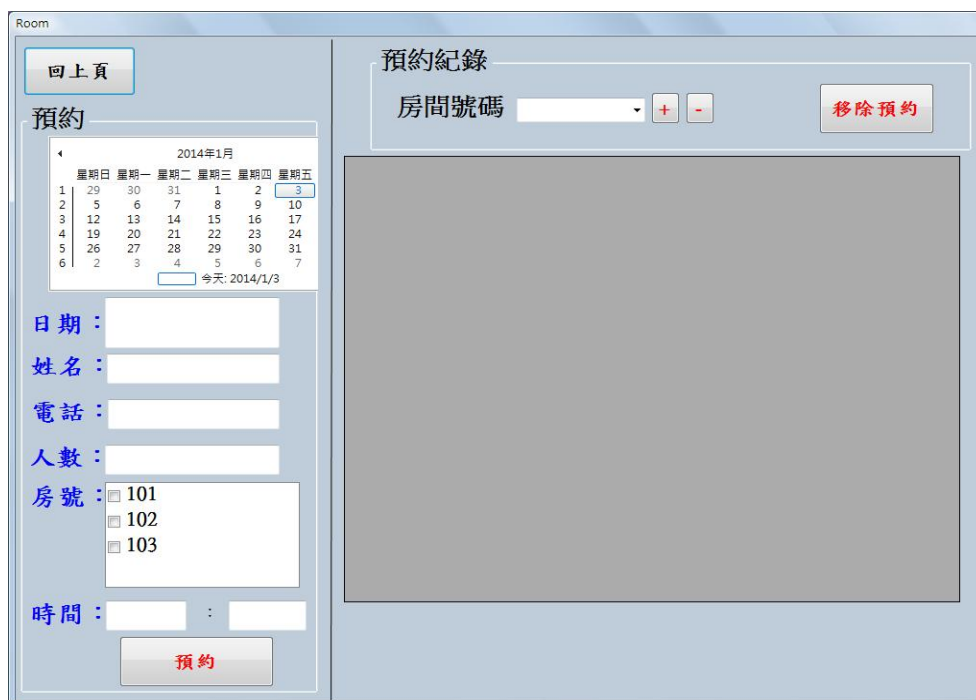 Room
回上頁
預約
2014年1月
星期日 星期一 星期二 星期三 星期四 星期五
1 29 30 31 1 2 3
2 5 6 7 8 9 10
3 12 13 14 15 16 17
4 19 20 21 22 23 24
5 26 27 28 29 30 31
6 2 3 4 5 6 7
今天: 2014/1/3
日期：
姓名：
電話：
人數：
房號：
101
102
103
時間： :
預約
預約紀錄
房間號碼 + -
移除預約